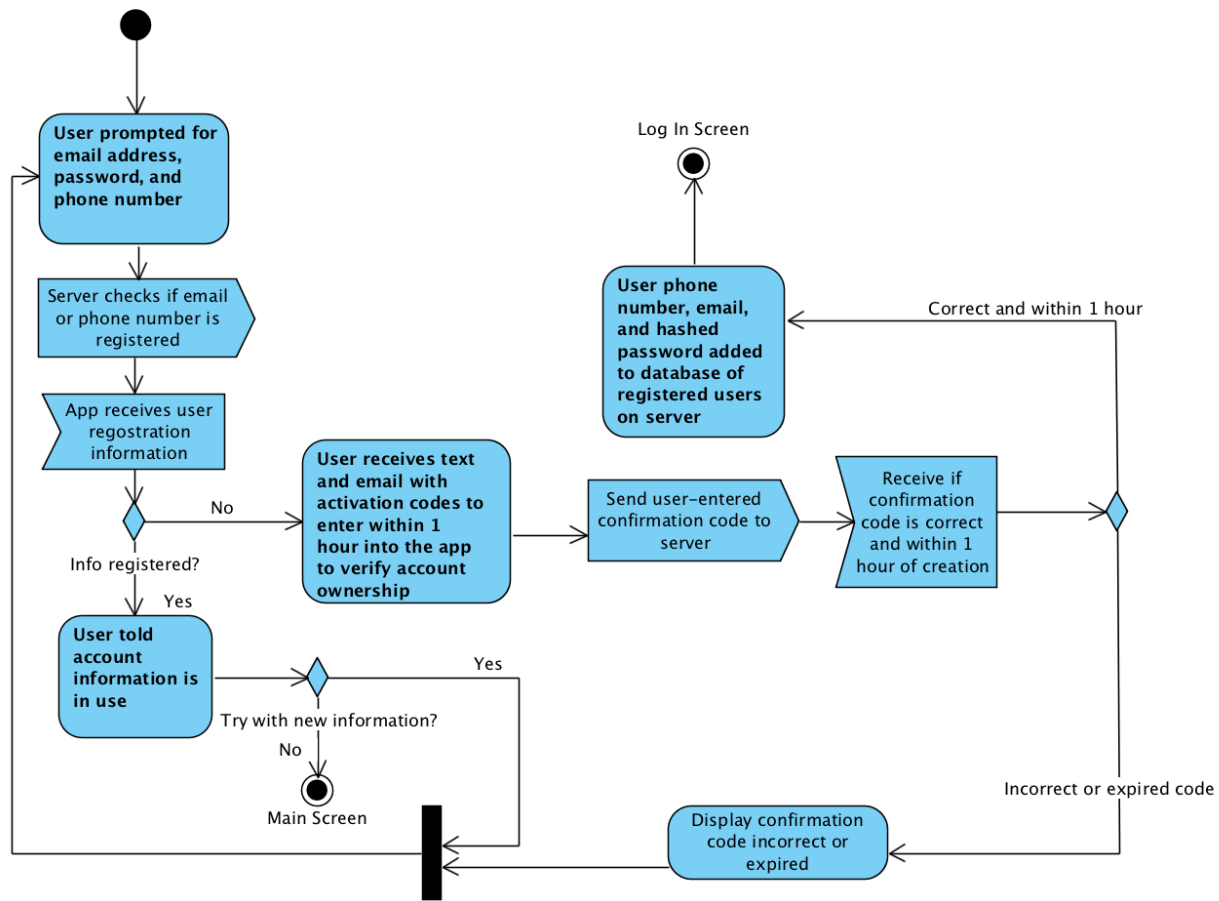 User prompted for
email address,
password, and
phone number
Server checks if email
or phone number is
registered
App receives user
regostration
information
Info registered?
No
Yes
User told
account
information is
in use
Try with new information?
Yes
No
Main Screen
User receives text
and email with
activation codes to
enter within 1
hour into the app
to verify account
ownership
Send user-entered
confirmation code to
server
Receive if
confirmation
code is correct
and within 1
hour of creation
Correct and within 1 hour
User phone
number, email,
and hashed
password added
to database of
registered users
on server
Log In Screen
Incorrect or expired code
Display confirmation
code incorrect or
expired